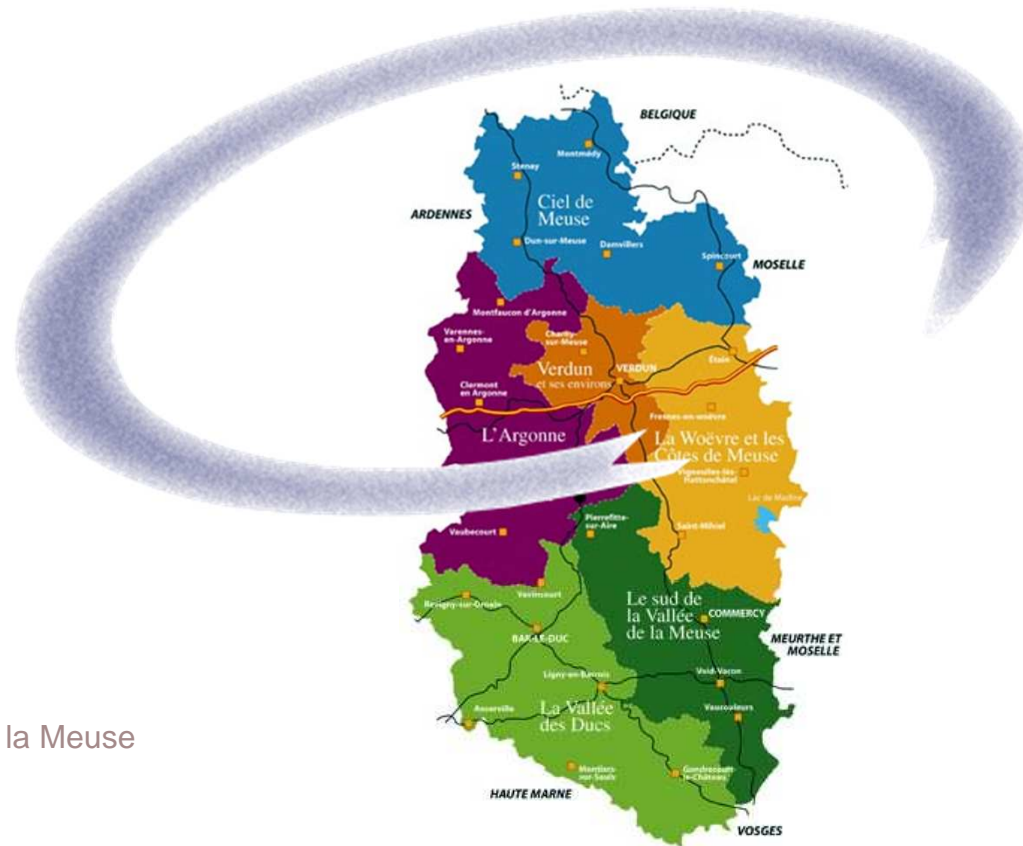 BELGIQUE
Montmédy
Stenay
Ciel de
Meuse
ARDENNES
Dun-sur-Meuse
Damvillers
Spincourt
MOSELLE
Montfaucon d'Argonne
Varennes-
en-Argonne
Charny-
sur-Meuse
Étain
Verdun
et ses environs
VERDUN
Clermont
en Argonne
Fresnes-en-woëvre
L'Argonne
La Woëvre et les
Côtes de Meuse
Vigneulles-lès-
Hattonchâtel
Lac de Madine
Pierrefitte-
sur-Aire
Vaubecourt
Saint-Mihiel
Vavincourt
Revigny-sur-Ornain
Le sud de
la Vallée
de la Meuse
COMMERCY
BAR-LE-DUC
MEURTHE ET
MOSELLE
Ligny-en-Barrois
Void-Vacon
La Vallée
des Ducs
Ancerville
Vaucouleurs
la Meuse
Montiers-
sur-Saulx
Gondrecourt
le-Château
HAUTE MARNE
VOSGES